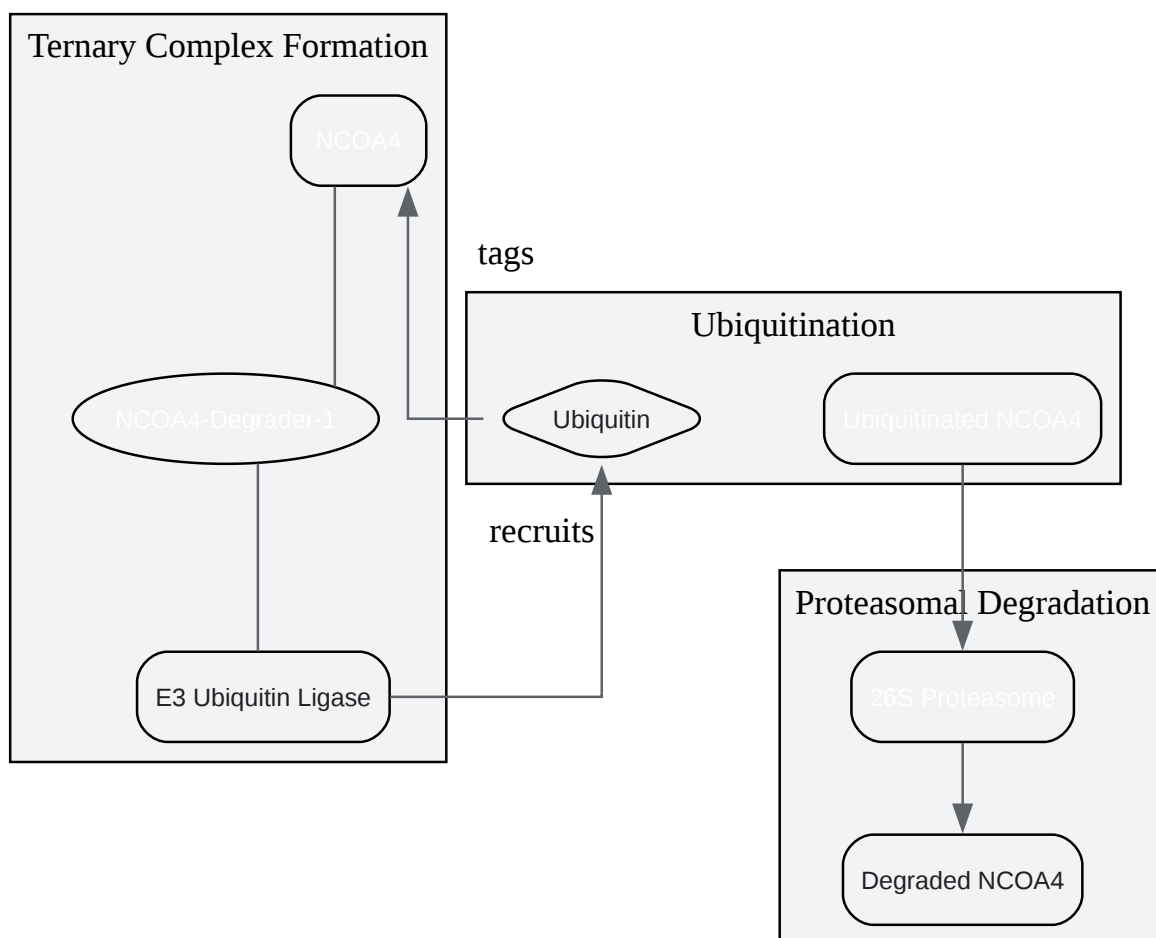 Ternary Complex Formation
NCOA4
tags
Ubiquitination
NCOA4-Degrader-1
Ubiquitin
Ubiquitinated NCOA4
recruits
Proteasomal Degradation
E3 Ubiquitin Ligase
26S Proteasome
Degraded NCOA4